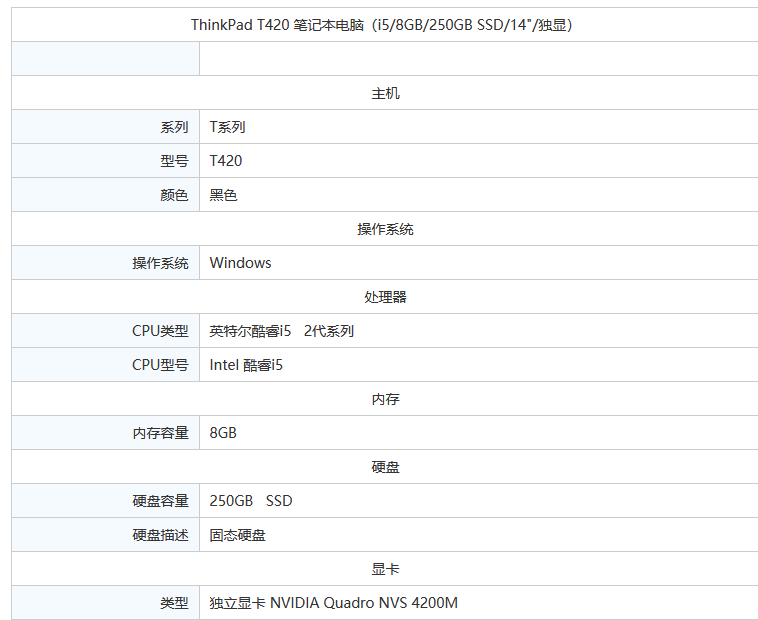 ThinkPad T420 笔记本电脑（i5/8GB/250GB SSD/14"/独显）
主机
系列 T系列
型号 T420
颜色 黑色
操作系统
操作系统 Windows
处理器
CPU类型 英特尔酷睿i5 2代系列
CPU型号 Intel 酷睿i5
内存
内存容量 8GB
硬盘
硬盘容量 250GB SSD
硬盘描述 固态硬盘
显卡
类型 独立显卡 NVIDIA Quadro NVS 4200M